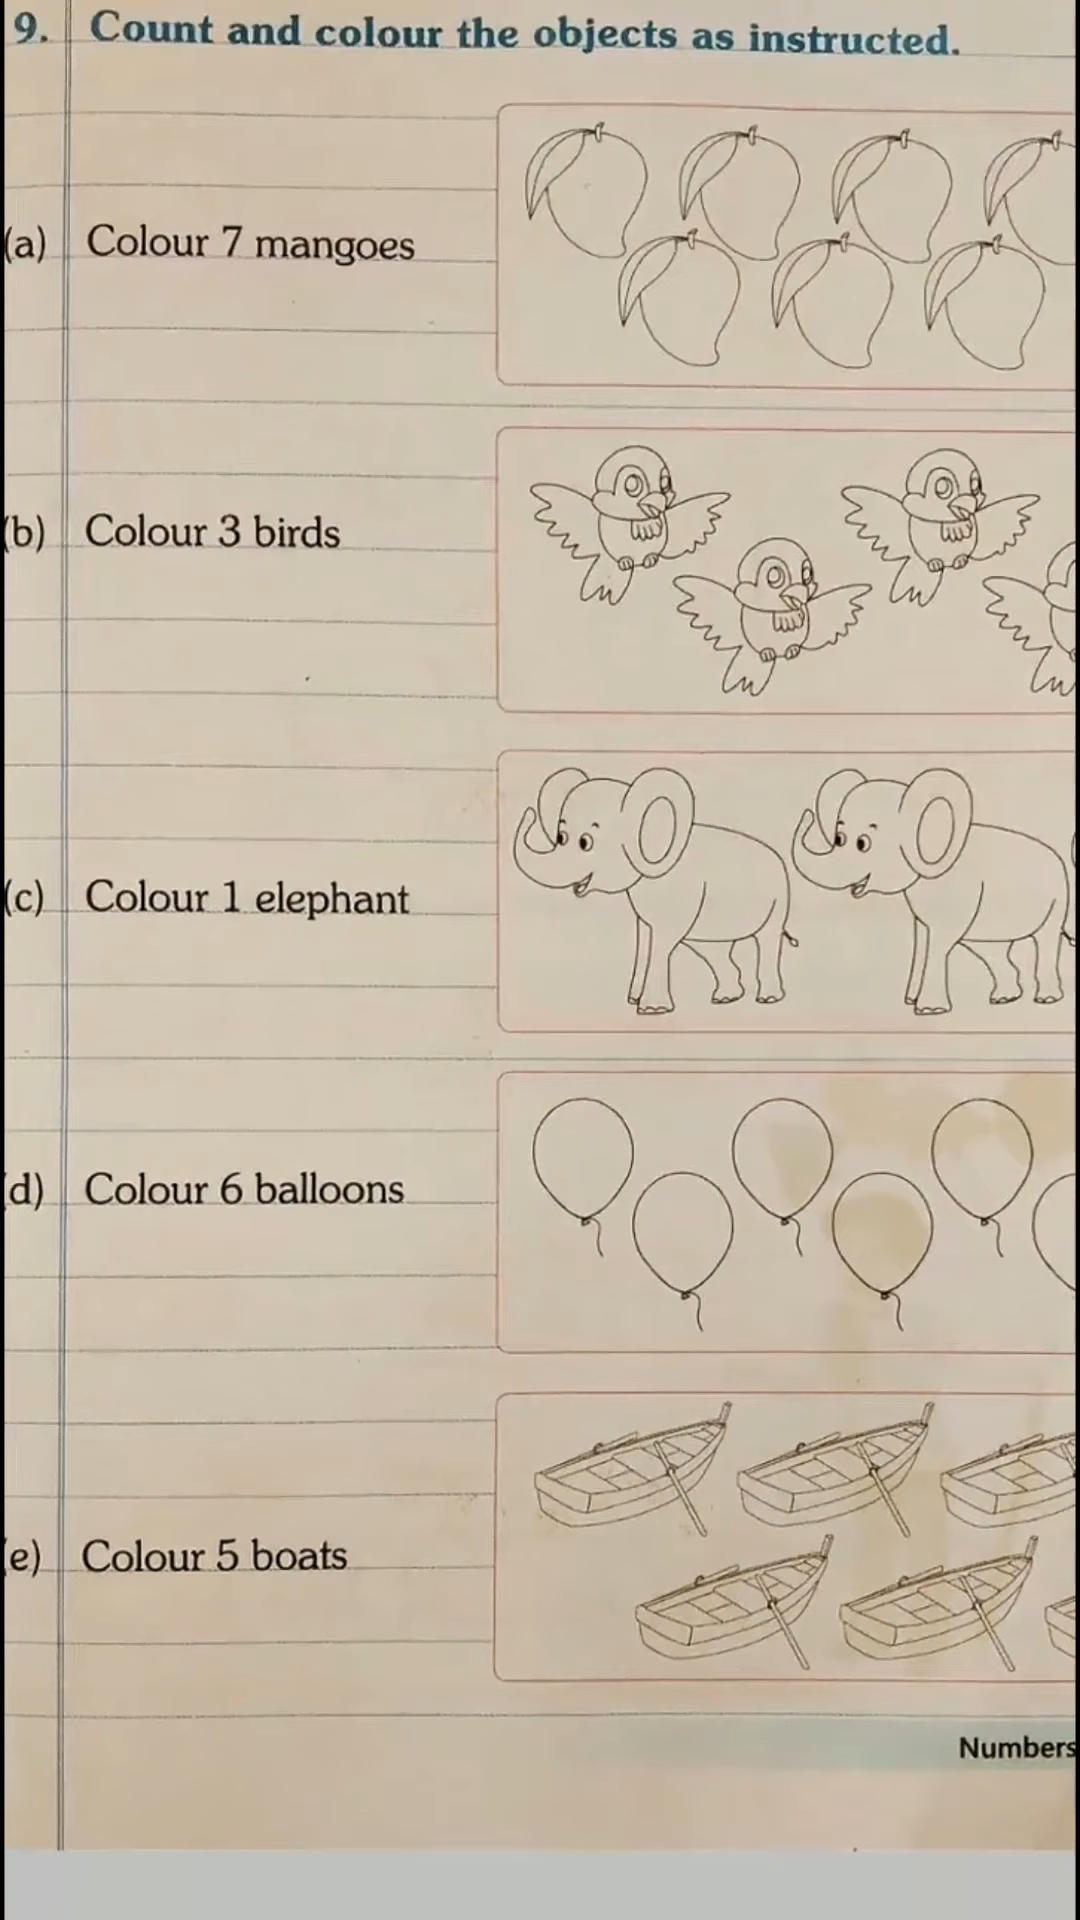 9. Count and colour the objects as instructed.
(a) Colour 7 mangoes
(b) Colour 3 birds
(c) Colour 1 elephant
(d) Colour 6 balloons
(e) Colour 5 boats
Numbers